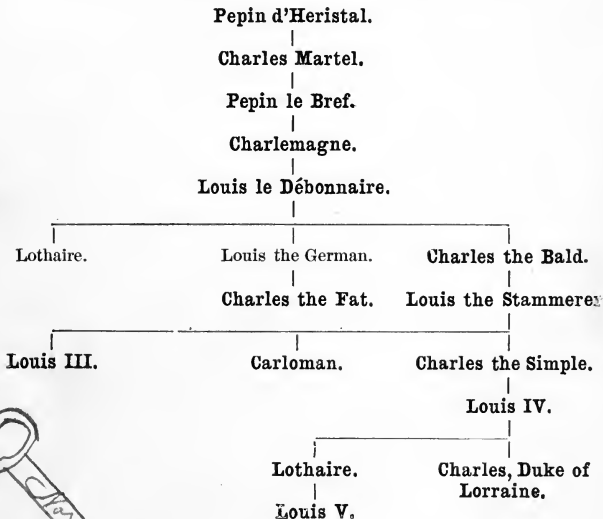 Pepin d'Heristal.
Charles Martel.
Pepin le Bref.
Charlemagne.
Louis le Débonnaire.
Lothaire. Louis the German. Charles the Bald.
Charles the Fat. Louis the Stammerer
Louis III. Carloman. Charles the Simple.
Louis IV.
Lothaire. Charles, Duke of
Lorraine.
Louis V.